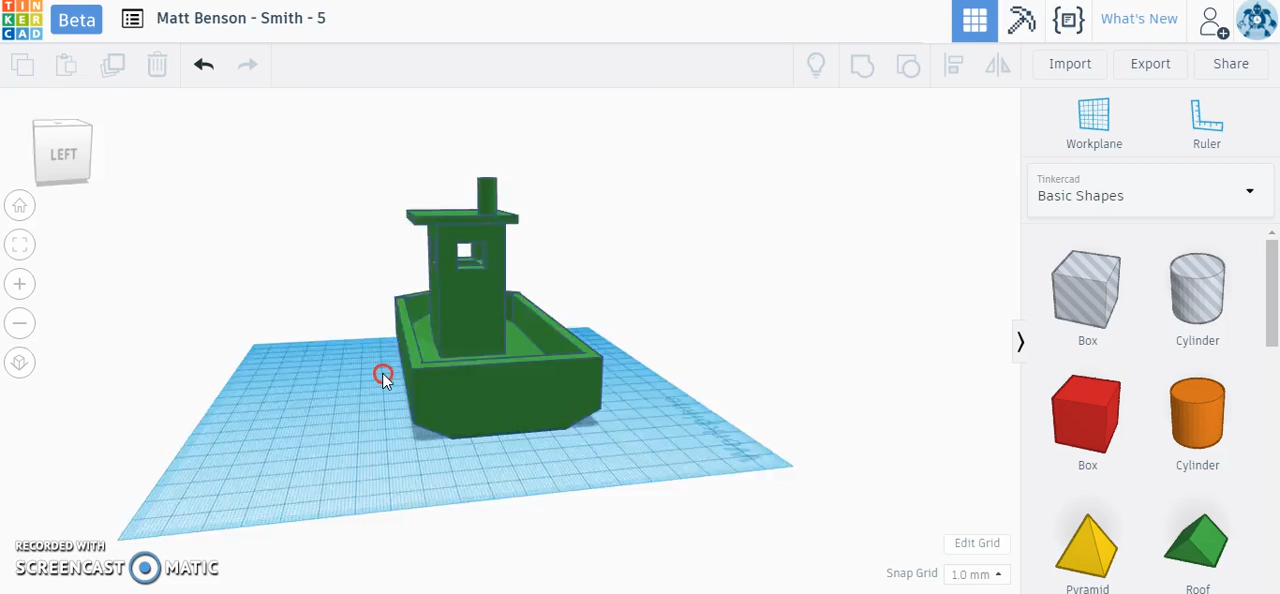 TIN
KER
CAD
Beta
Matt Benson - Smith - 5
What's New
Import
Export
Share
LEFT
Workplane
Ruler
Tinkercad
Basic Shapes
Box
Cylinder
Box
Cylinder
Pyramid
Roof
Edit Grid
Snap Grid
1.0 mm
RECORDED WITH
SCREENCAST MATIC